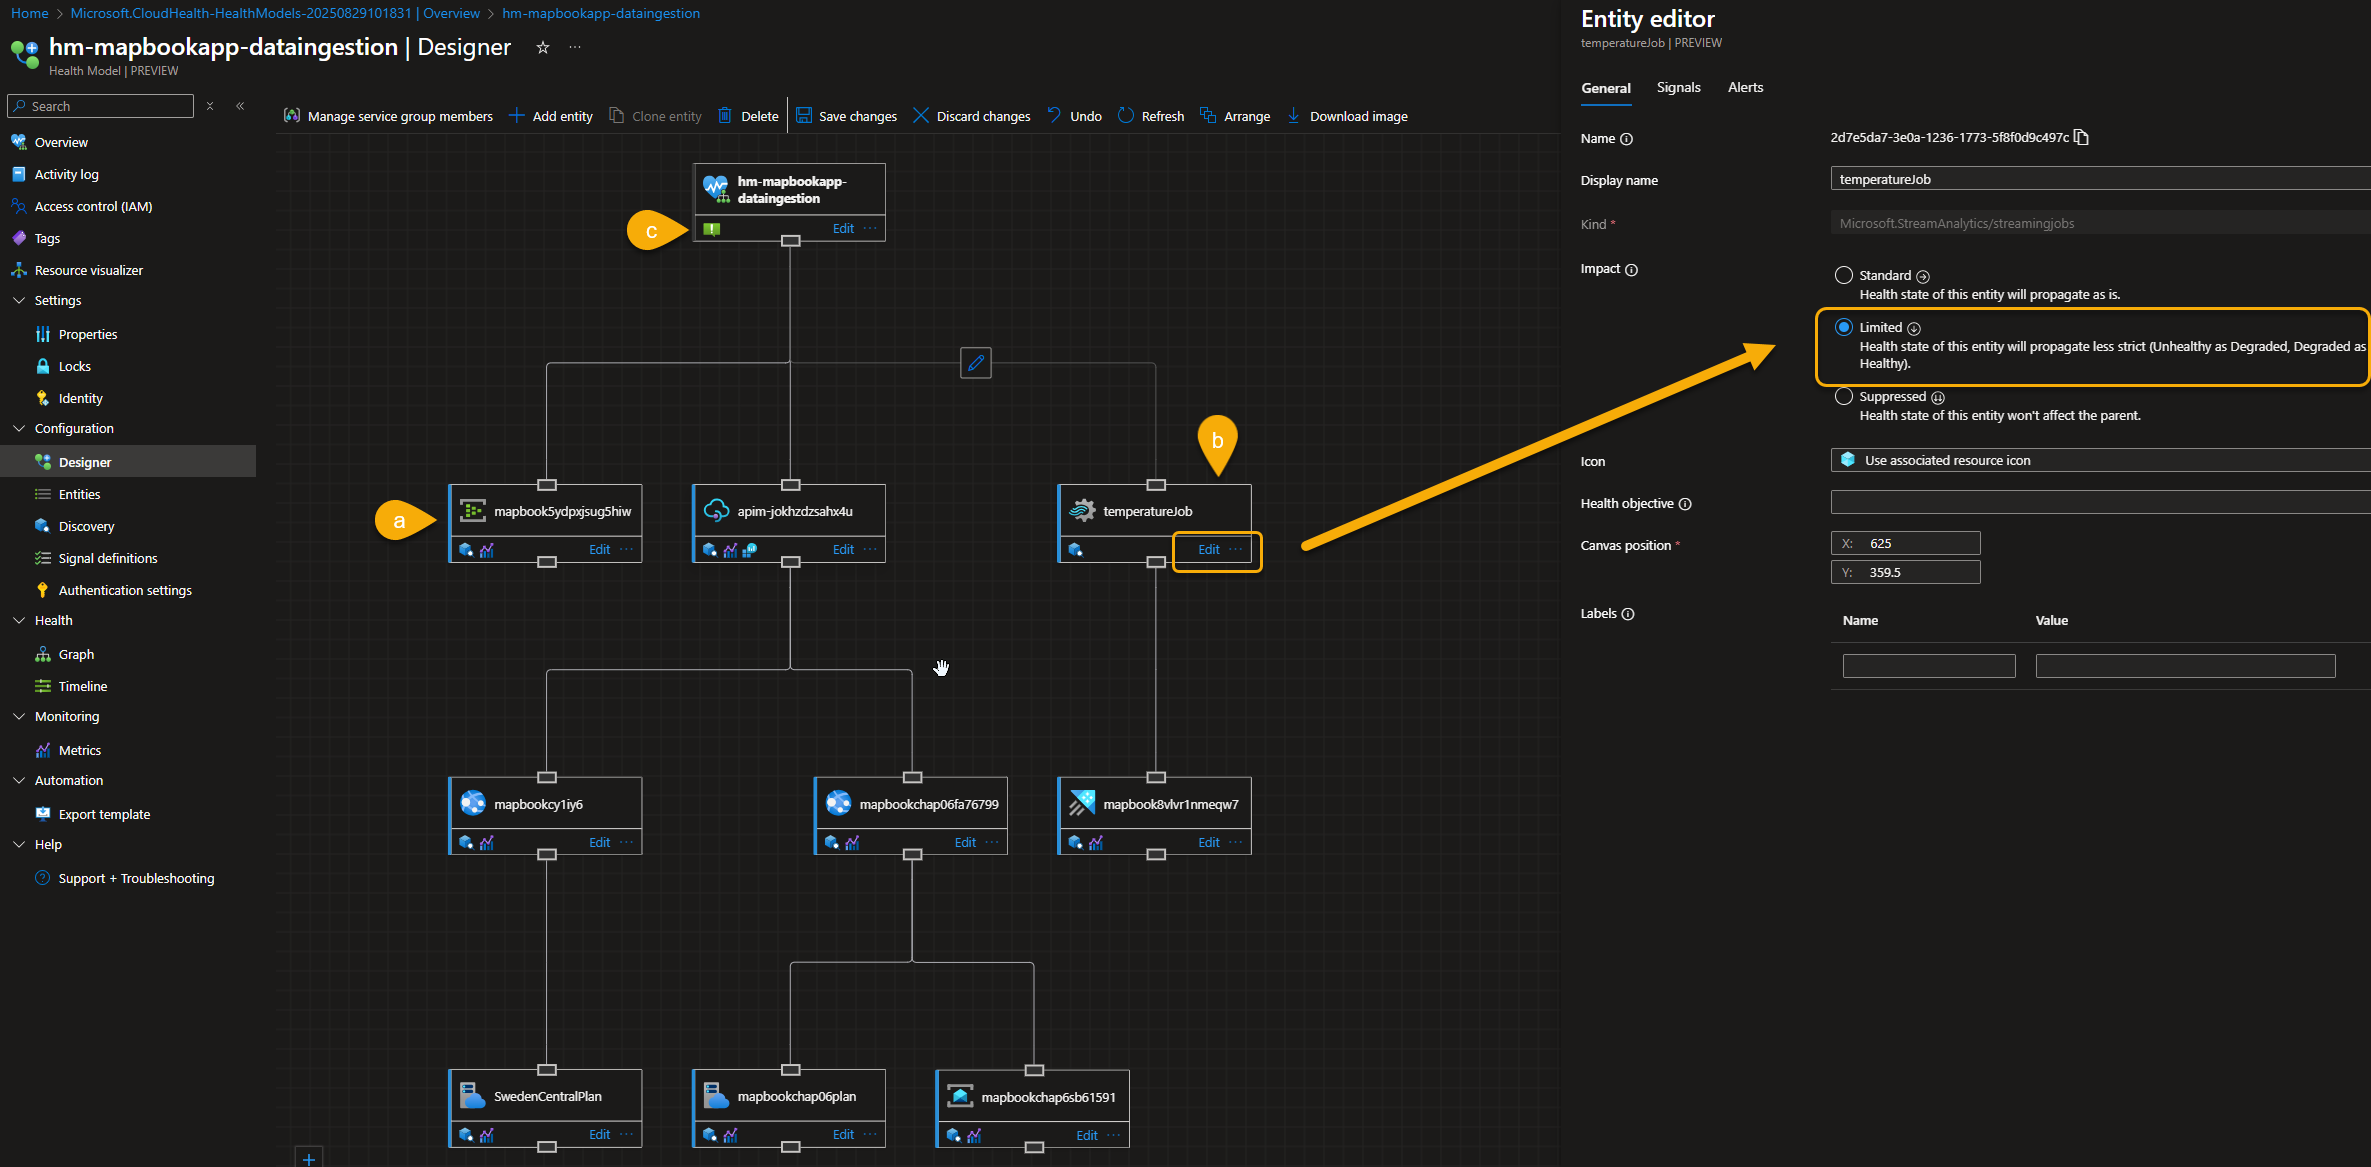 Home > Microsoft.CloudHealth-HealthModels-20250829101831 | Overview > hm-mapbookapp-dataingestion
hm-mapbookapp-dataingestion | Designer
Health Model | PREVIEW
Search
Overview
Activity log
Access control (IAM)
Tags
Resource visualizer
Settings
Properties
Locks
Identity
Configuration
Designer
Entities
Discovery
Signal definitions
Authentication settings
Health
Graph
Timeline
Monitoring
Metrics
Automation
Export template
Help
Support + Troubleshooting
Manage service group members
Add entity
Clone entity
Delete
Save changes
Discard changes
Undo
Refresh
Arrange
Download image
hm-mapbookapp-
dataingestion
Edit
c
b
a
mapbook5ydpxjsug5hiw
Edit
apim-jokhzdzsahx4u
Edit
temperatureJob
Edit
mapbookcy1iy6
Edit
mapbookchap06fa76799
Edit
mapbook8vlvr1nmeqw7
Edit
SwedenCentralPlan
Edit
mapbookchap06plan
Edit
mapbookchap6sb61591
Edit
Entity editor
temperatureJob | PREVIEW
General
Signals
Alerts
Name
2d7e5da7-3e0a-1236-1773-5f8f0d9c497c
Display name
temperatureJob
Kind *
Microsoft.StreamAnalytics/streamingjobs
Impact
Standard
Health state of this entity will propagate as is.
Limited
Health state of this entity will propagate less strict (Unhealthy as Degraded, Degraded as
Healthy).
Suppressed
Health state of this entity won't affect the parent.
Icon
Use associated resource icon
Health objective
Canvas position *
X: 625
Y: 359.5
Labels
Name
Value